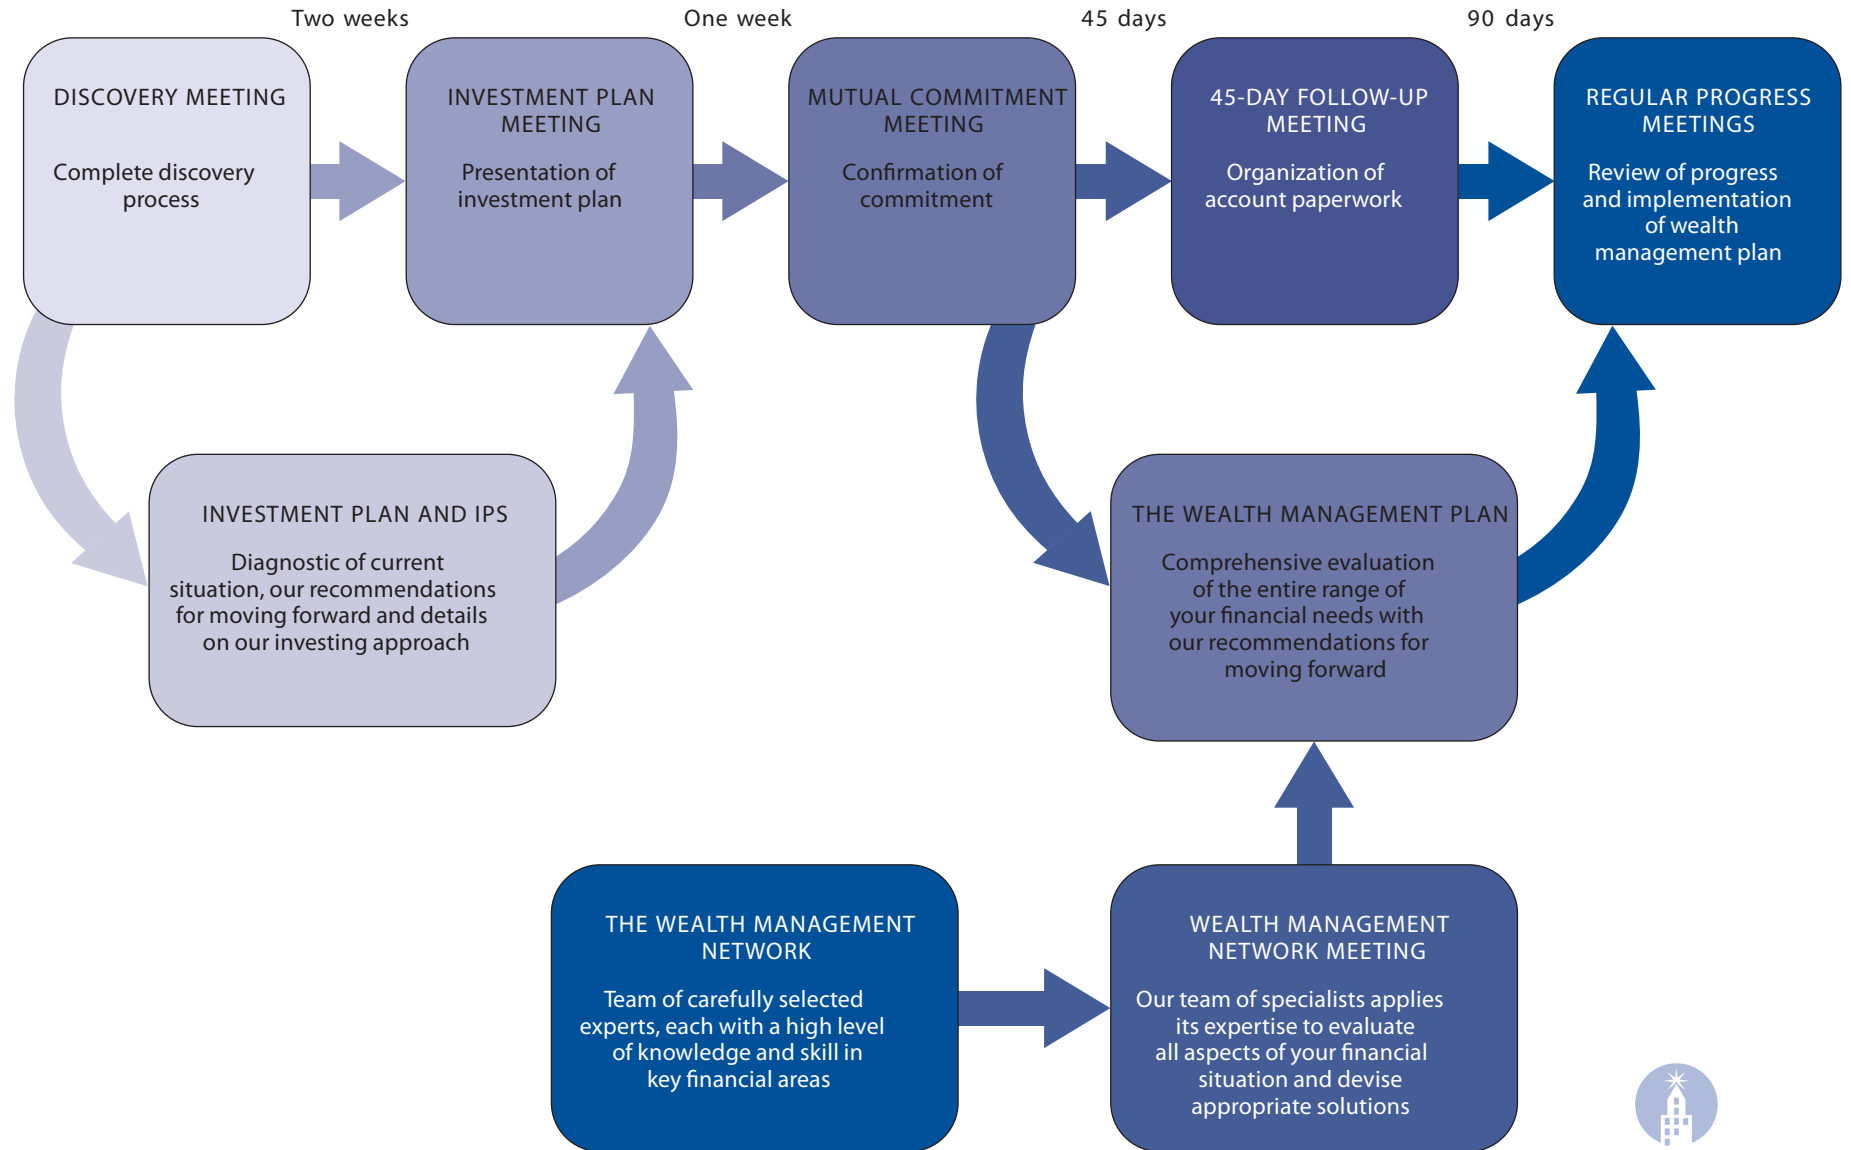 Two weeks
One week
45 days
90 days
DISCOVERY MEETING
Complete discovery
process
INVESTMENT PLAN
MEETING
Presentation of
investment plan
MUTUAL COMMITMENT
MEETING
Confirmation of
commitment
45-DAY FOLLOW-UP
MEETING
Organization of
account paperwork
REGULAR PROGRESS
MEETINGS
Review of progress
and implementation
of wealth
management plan
INVESTMENT PLAN AND IPS
Diagnostic of current
situation, our recommendations
for moving forward and details
on our investing approach
THE WEALTH MANAGEMENT PLAN
Comprehensive evaluation
of the entire range of
your financial needs with
our recommendations for
moving forward
THE WEALTH MANAGEMENT
NETWORK
Team of carefully selected
experts, each with a high level
of knowledge and skill in
key financial areas
WEALTH MANAGEMENT
NETWORK MEETING
Our team of specialists applies
its expertise to evaluate
all aspects of your financial
situation and devise
appropriate solutions